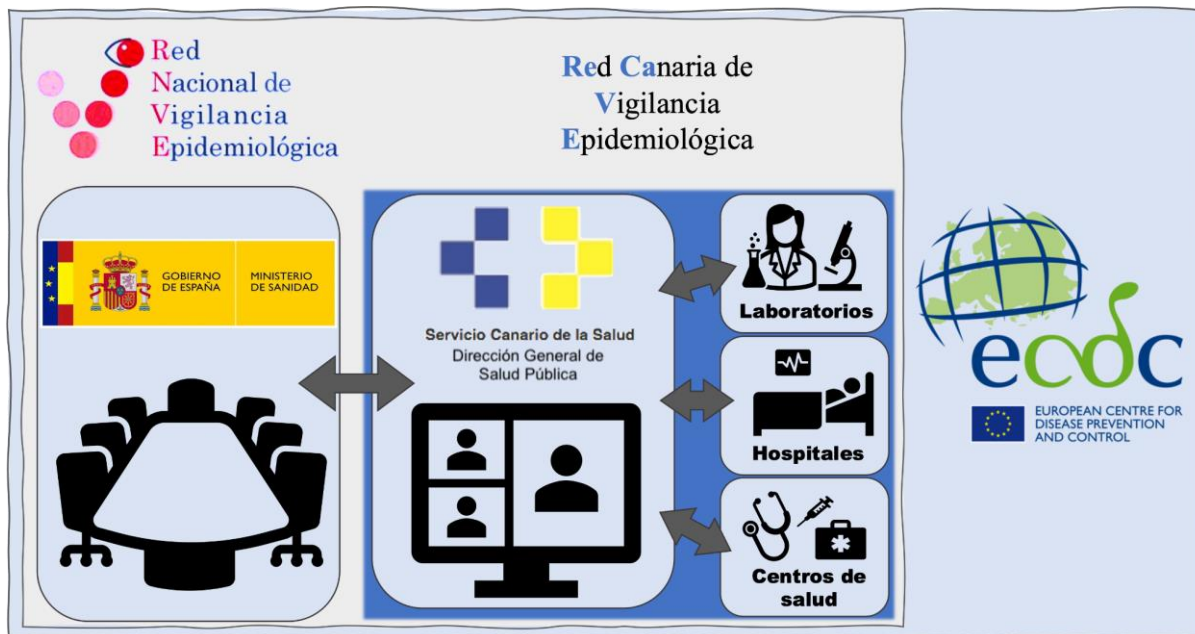 Red
Nacional de
Vigilancia
Epidemiológica
Red Canaria de
Vigilancia
Epidemiológica
GOBIERNO
DE ESPAÑA
MINISTERIO
DE SANIDAD
Servicio Canario de la Salud
Dirección General de
Salud Pública
Laboratorios
Hospitales
Centros de
salud
ecdc
EUROPEAN CENTRE FOR
DISEASE PREVENTION
AND CONTROL